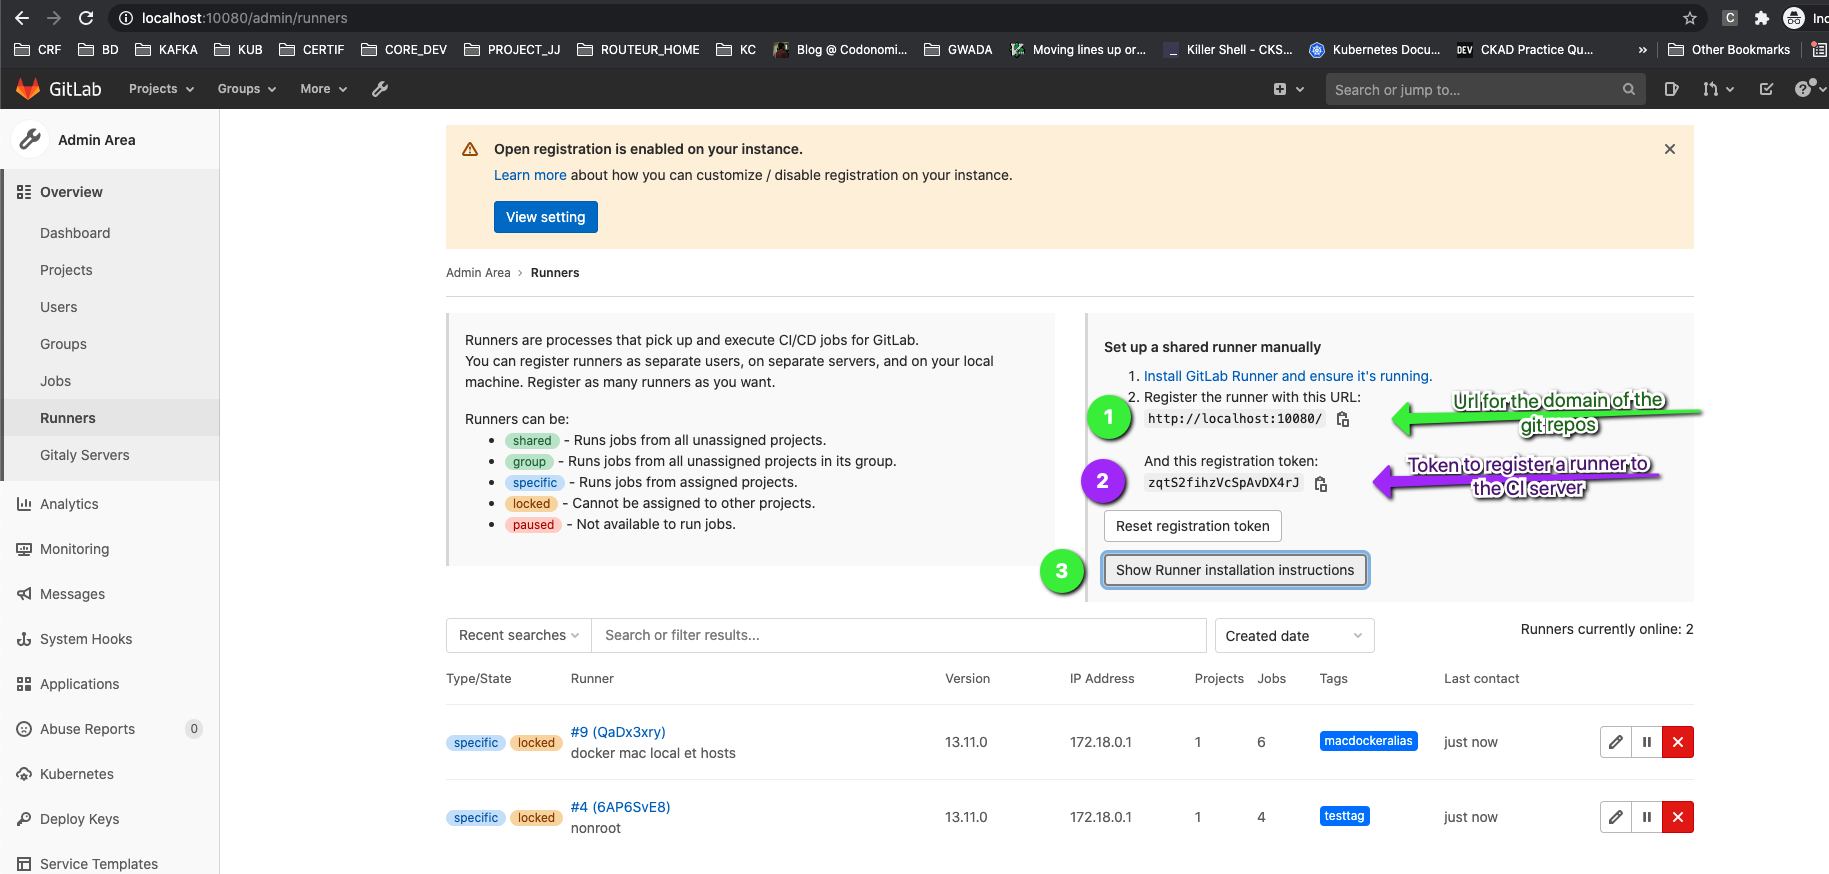 localhost:10080/admin/runners
C
CRF BD KAFKA KUB CERTIF CORE_DEV PROJECT_JJ ROUTEUR_HOME KC Blog @ Codonomi... GWADA Moving lines up or... Killer Shell - CKS... Kubernetes Docu... DEV CKAD Practice Qu... » Other Bookmarks
GitLab Projects Groups More Search or jump to...
Admin Area
Overview
Dashboard
Projects
Users
Groups
Jobs
Runners
Gitaly Servers
Analytics
Monitoring
Messages
System Hooks
Applications
Abuse Reports 0
Kubernetes
Deploy Keys
Service Templates
Open registration is enabled on your instance.
Learn more about how you can customize / disable registration on your instance.
View setting
Admin Area › Runners
Runners are processes that pick up and execute CI/CD jobs for GitLab.
You can register runners as separate users, on separate servers, and on your local
machine. Register as many runners as you want.
Runners can be:
• shared - Runs jobs from all unassigned projects.
• group - Runs jobs from all unassigned projects in its group.
• specific - Runs jobs from assigned projects.
• locked - Cannot be assigned to other projects.
• paused - Not available to run jobs.
Set up a shared runner manually
1. Install GitLab Runner and ensure it's running.
2. Register the runner with this URL:
1 http://localhost:10080/
Url for the domain of the
git repos
And this registration token:
2 zqtS2fihzVcSpAvDX4rJ
Token to register a runner to
the CI server
Reset registration token
3 Show Runner installation instructions
Recent searches Search or filter results... Created date Runners currently online: 2
Type/State Runner Version IP Address Projects Jobs Tags Last contact
specific locked #9 (QaDx3xry) 13.11.0 172.18.0.1 1 6 macdockeralias just now
docker mac local et hosts
specific locked #4 (6AP6SvE8) 13.11.0 172.18.0.1 1 4 testtag just now
nonroot